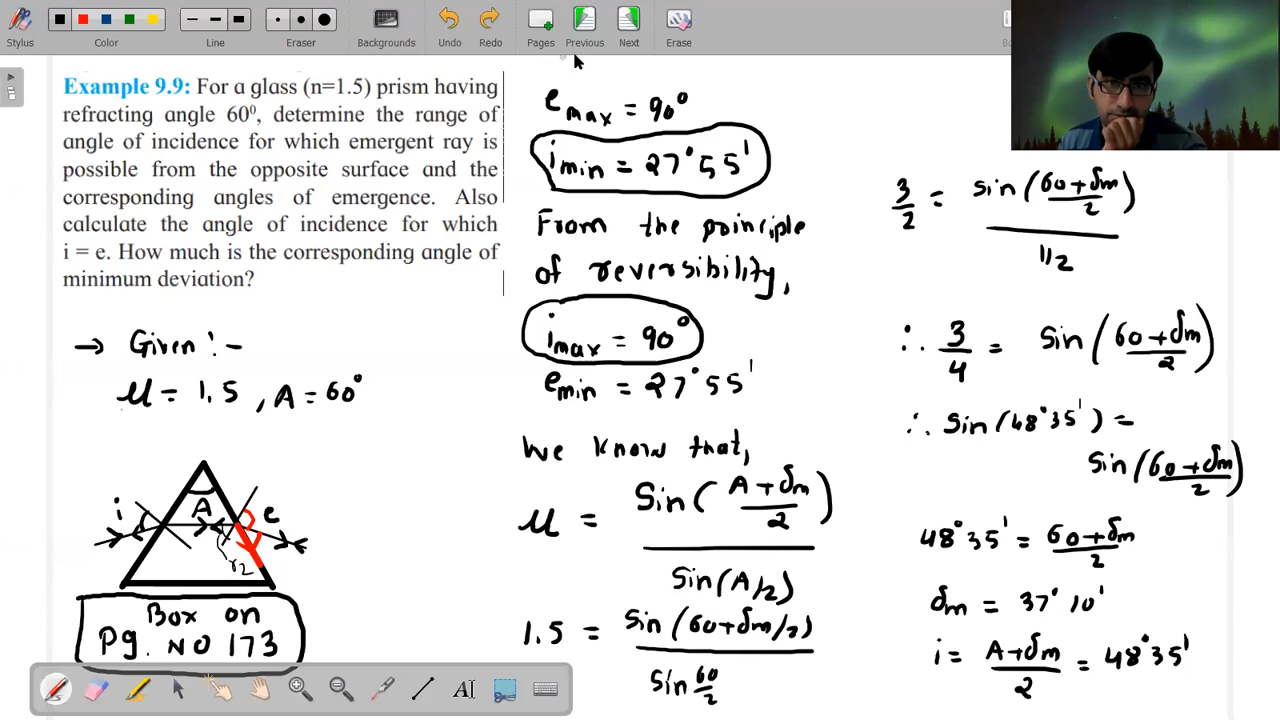 Stylus
Color
Line
Eraser
Backgrounds
Undo
Redo
Pages
Previous
Next
Erase
Example 9.9: For a glass (n=1.5) prism having
refracting angle 60⁰, determine the range of
angle of incidence for which emergent ray is
possible from the opposite surface and the
corresponding angles of emergence. Also
calculate the angle of incidence for which
i = e. How much is the corresponding angle of
minimum deviation?
→ Given :-
μ = 1.5 , A = 60°
A
i
e
r₂
Box on
Pg. No 173
e max = 90°
i min = 27°55'
From the principle
of reversibility,
i max = 90°
e min = 27°55'
We know that,
μ = Sin((A+δm)/2) / Sin(A/2)
1.5 = Sin(60+δm/2) / Sin 60/2
3/2 = Sin((60+δm)/2) / 1/2
∴ 3/4 = Sin((60+δm)/2)
∴ Sin(48°35') =
Sin((60+δm)/2)
48°35' = (60+δm)/2
δm = 37°10'
i = (A+δm)/2 = 48°35'